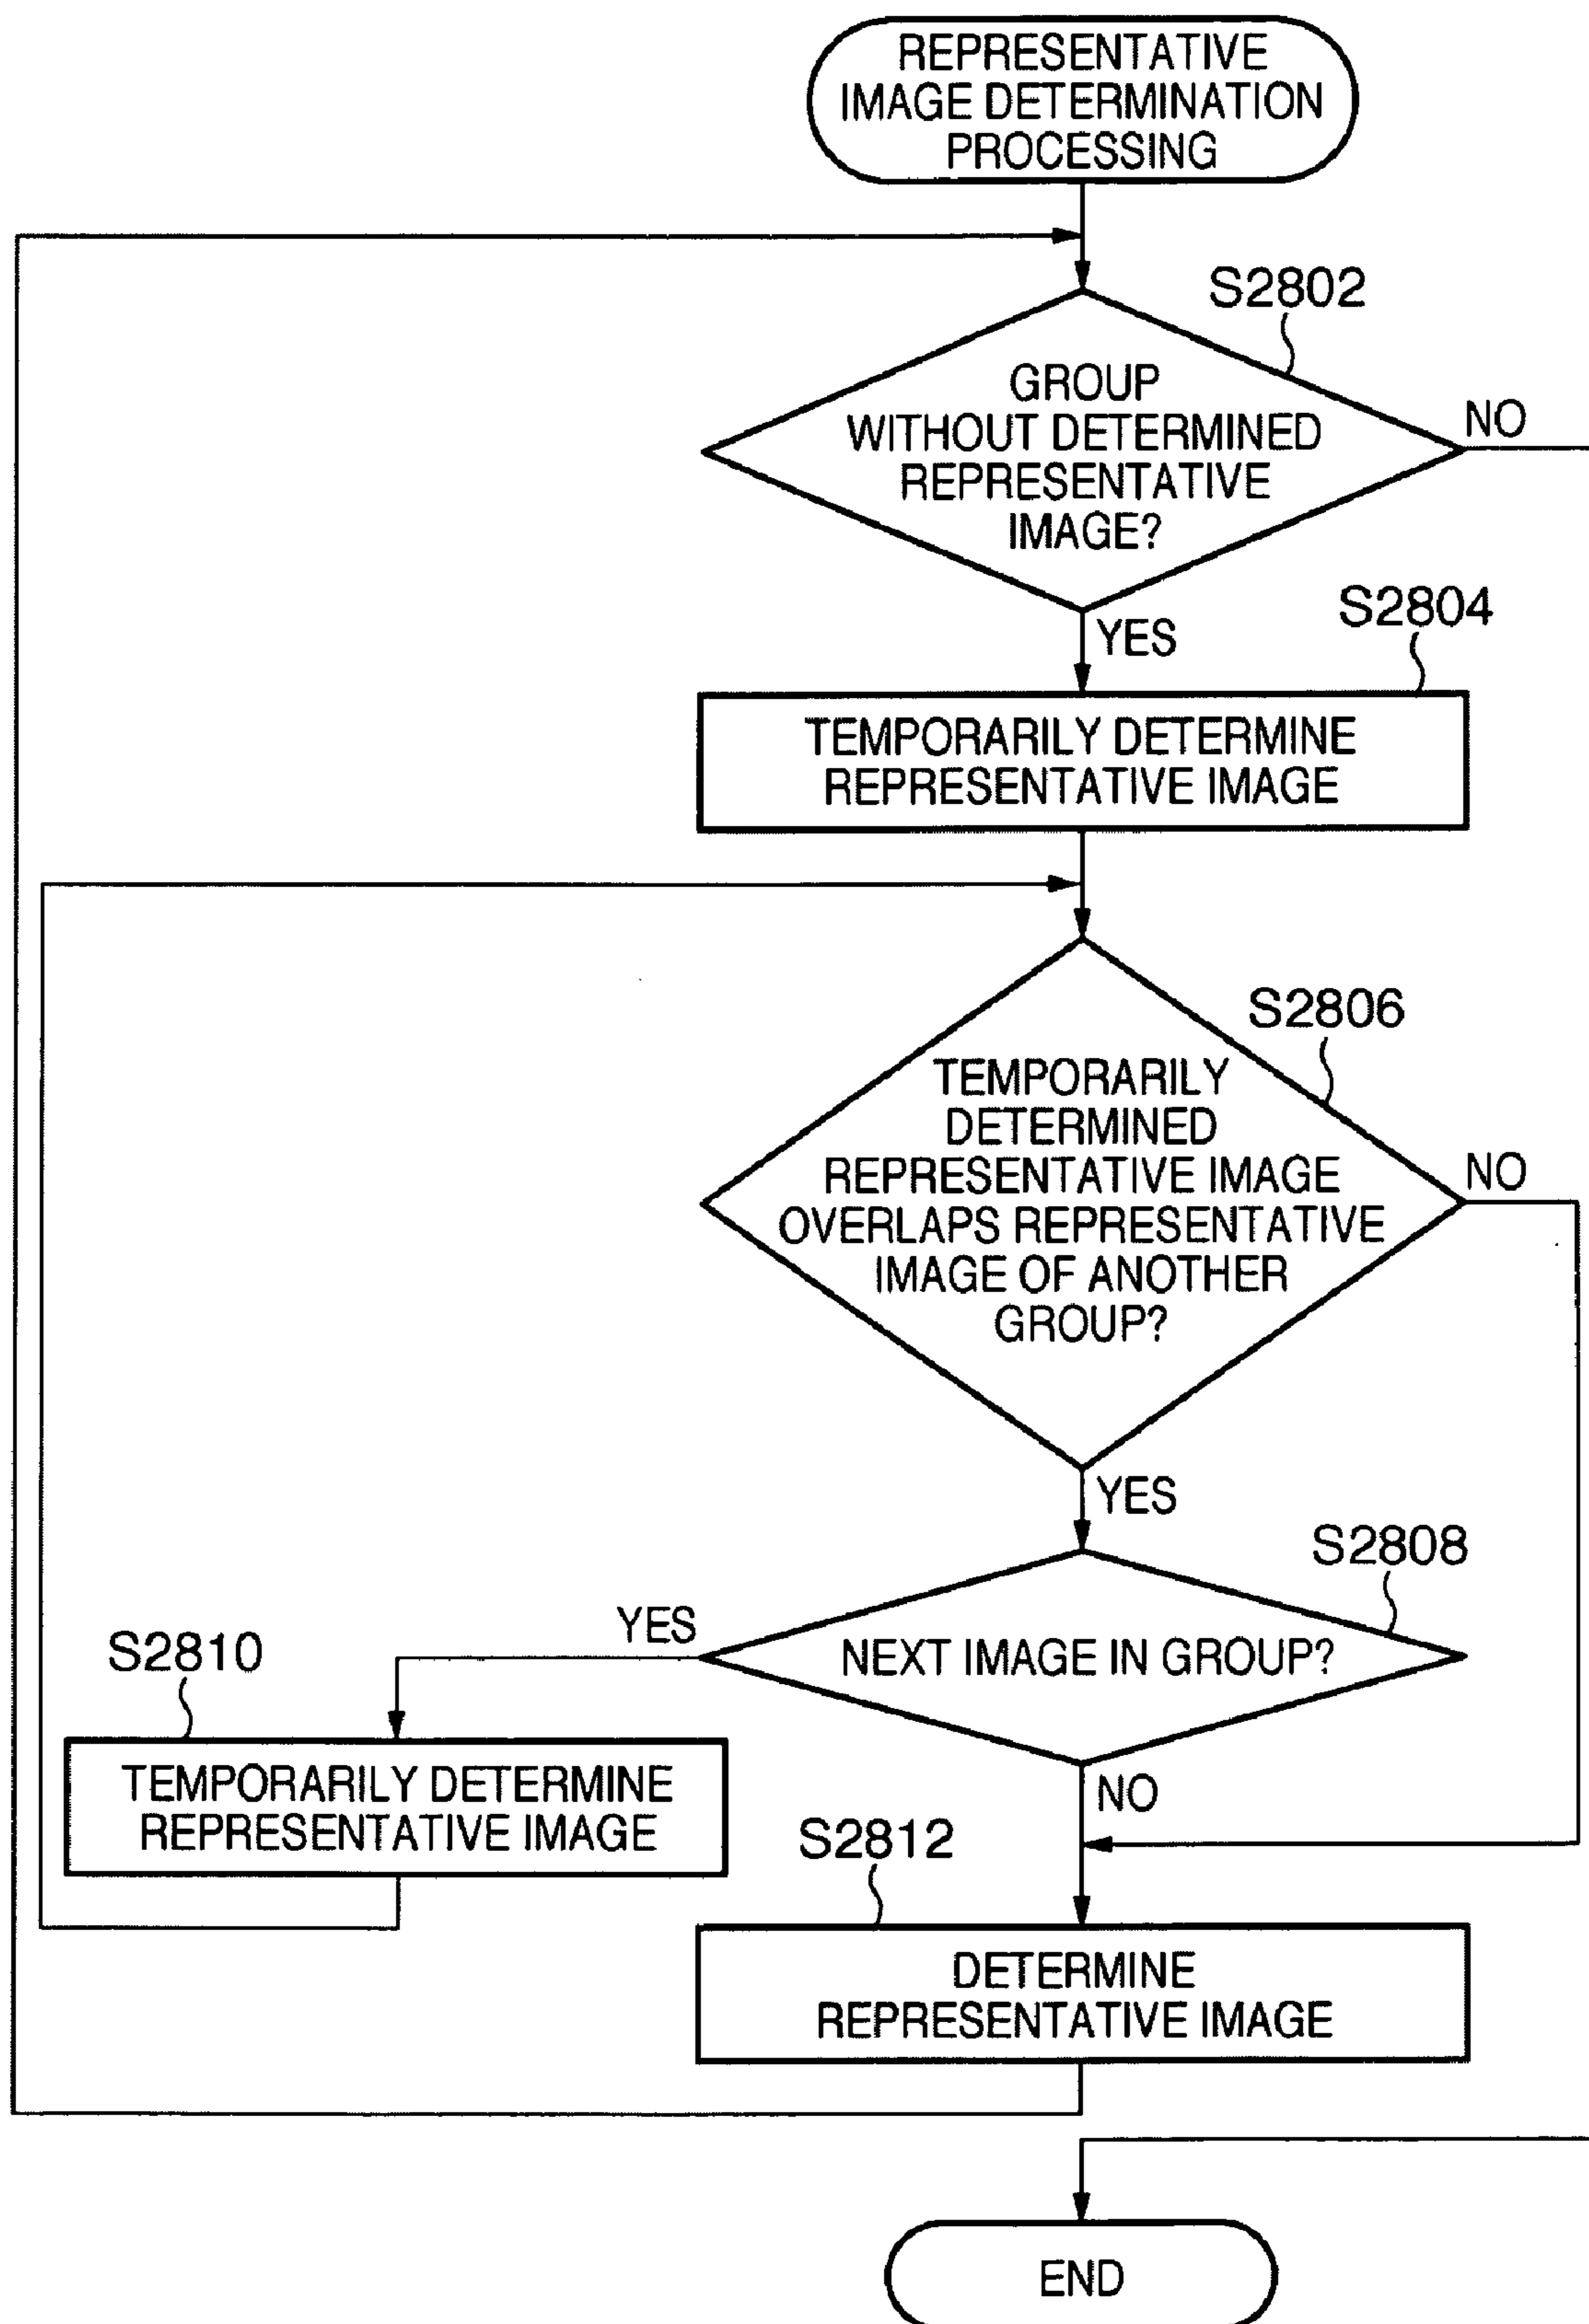 REPRESENTATIVE
IMAGE DETERMINATION
PROCESSING
S2802
GROUP
WITHOUT DETERMINED
REPRESENTATIVE
IMAGE?
NO
YES
S2804
TEMPORARILY DETERMINE
REPRESENTATIVE IMAGE
S2806
TEMPORARILY
DETERMINED
REPRESENTATIVE IMAGE
OVERLAPS REPRESENTATIVE
IMAGE OF ANOTHER
GROUP?
NO
YES
S2808
NEXT IMAGE IN GROUP?
YES
S2810
TEMPORARILY DETERMINE
REPRESENTATIVE IMAGE
NO
S2812
DETERMINE
REPRESENTATIVE IMAGE
END